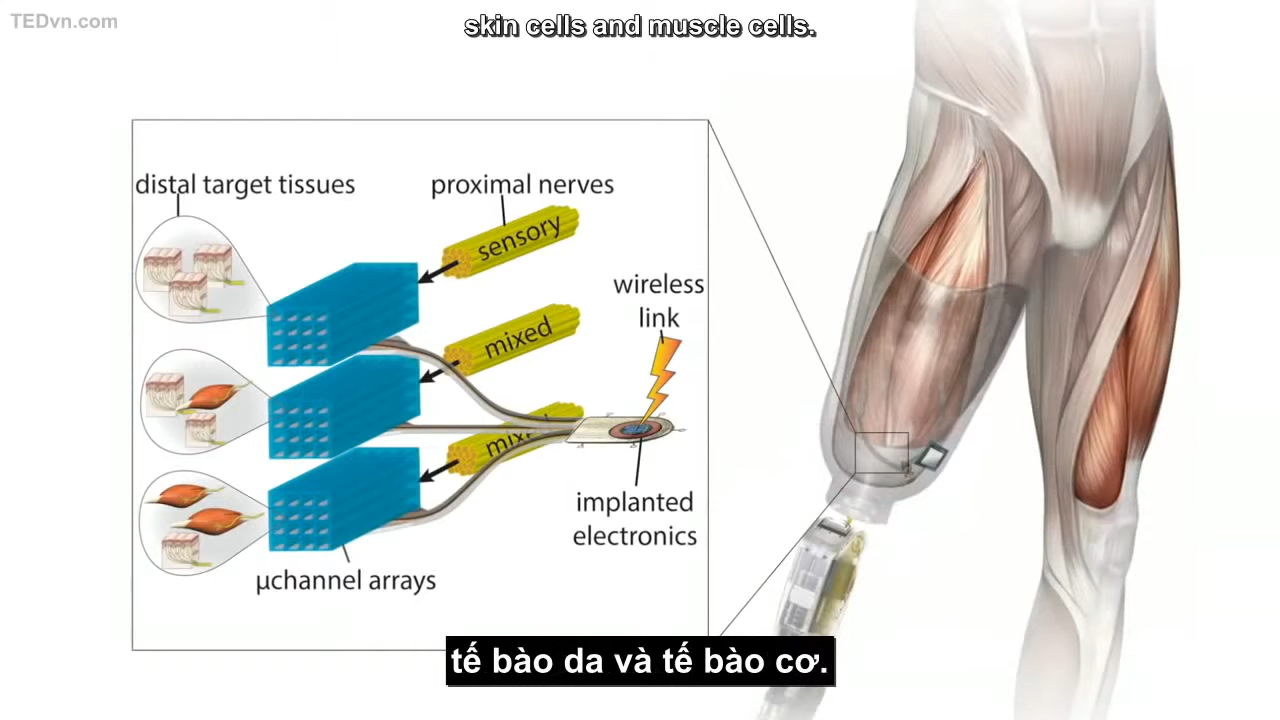 TEDvn.com
skin cells and muscle cells.
distal target tissues
proximal nerves
sensory
wireless
link
mixed
mixed
implanted
electronics
µchannel arrays
tế bào da và tế bào cơ.